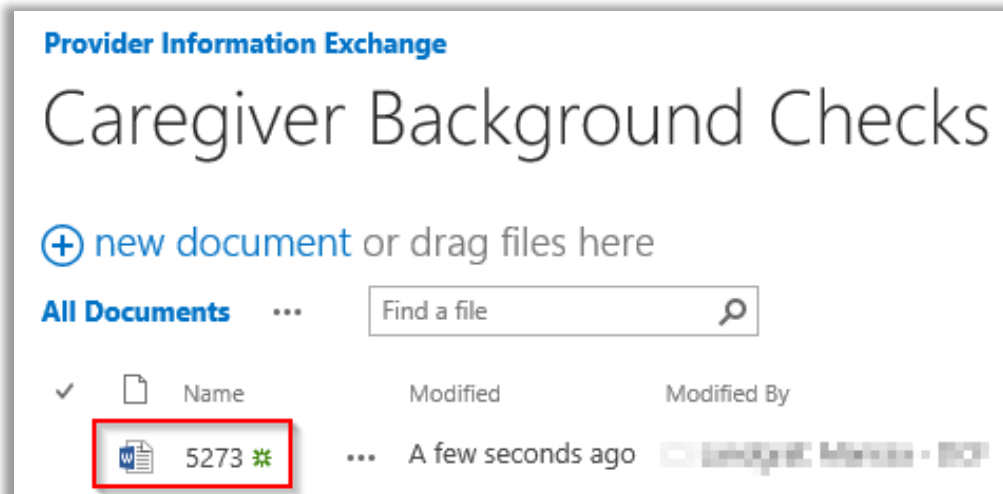 Provider Information Exchange
Caregiver Background Checks
new document or drag files here
All Documents ... Find a file
Name Modified Modified By
5273 ... A few seconds ago